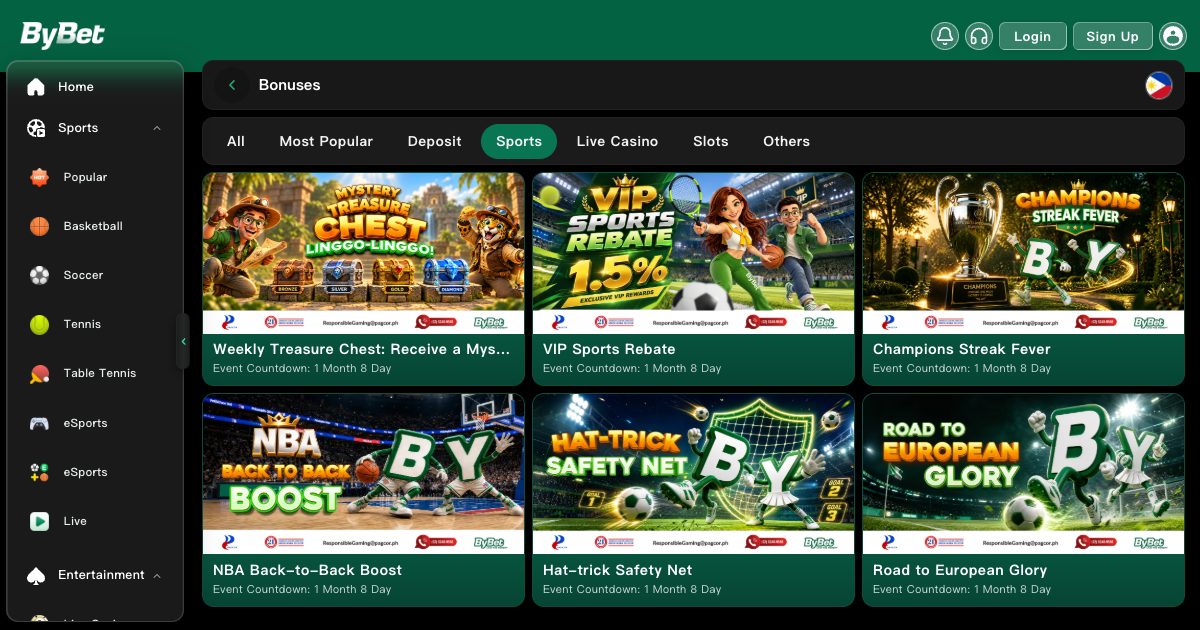 ByBet
Login
Sign Up
Home
Sports
Popular
Basketball
Soccer
Tennis
Table Tennis
eSports
eSports
Live
Entertainment
Bonuses
All
Most Popular
Deposit
Sports
Live Casino
Slots
Others
MYSTERY
TREASURE
CHEST
LINGGO-LINGGO!
BRONZE
SILVER
GOLD
DIAMOND
ResponsibleGaming@pagcor.ph
ByBet
Weekly Treasure Chest: Receive a Mys...
Event Countdown: 1 Month 8 Day
VIP
SPORTS
REBATE
1.5%
EXCLUSIVE VIP REWARDS
VIP
ResponsibleGaming@pagcor.ph
ByBet
VIP Sports Rebate
Event Countdown: 1 Month 8 Day
CHAMPIONS
STREAK FEVER
BY
CHAMPIONS
ResponsibleGaming@pagcor.ph
ByBet
Champions Streak Fever
Event Countdown: 1 Month 8 Day
NBA
BACK TO BACK
BOOST
BY
ResponsibleGaming@pagcor.ph
ByBet
NBA Back-to-Back Boost
Event Countdown: 1 Month 8 Day
HAT-TRICK
SAFETY NET
BY
GOAL
1
GOAL
2
GOAL
3
ResponsibleGaming@pagcor.ph
ByBet
Hat-trick Safety Net
Event Countdown: 1 Month 8 Day
ROAD TO
EUROPEAN
GLORY
BY
ResponsibleGaming@pagcor.ph
ByBet
Road to European Glory
Event Countdown: 1 Month 8 Day